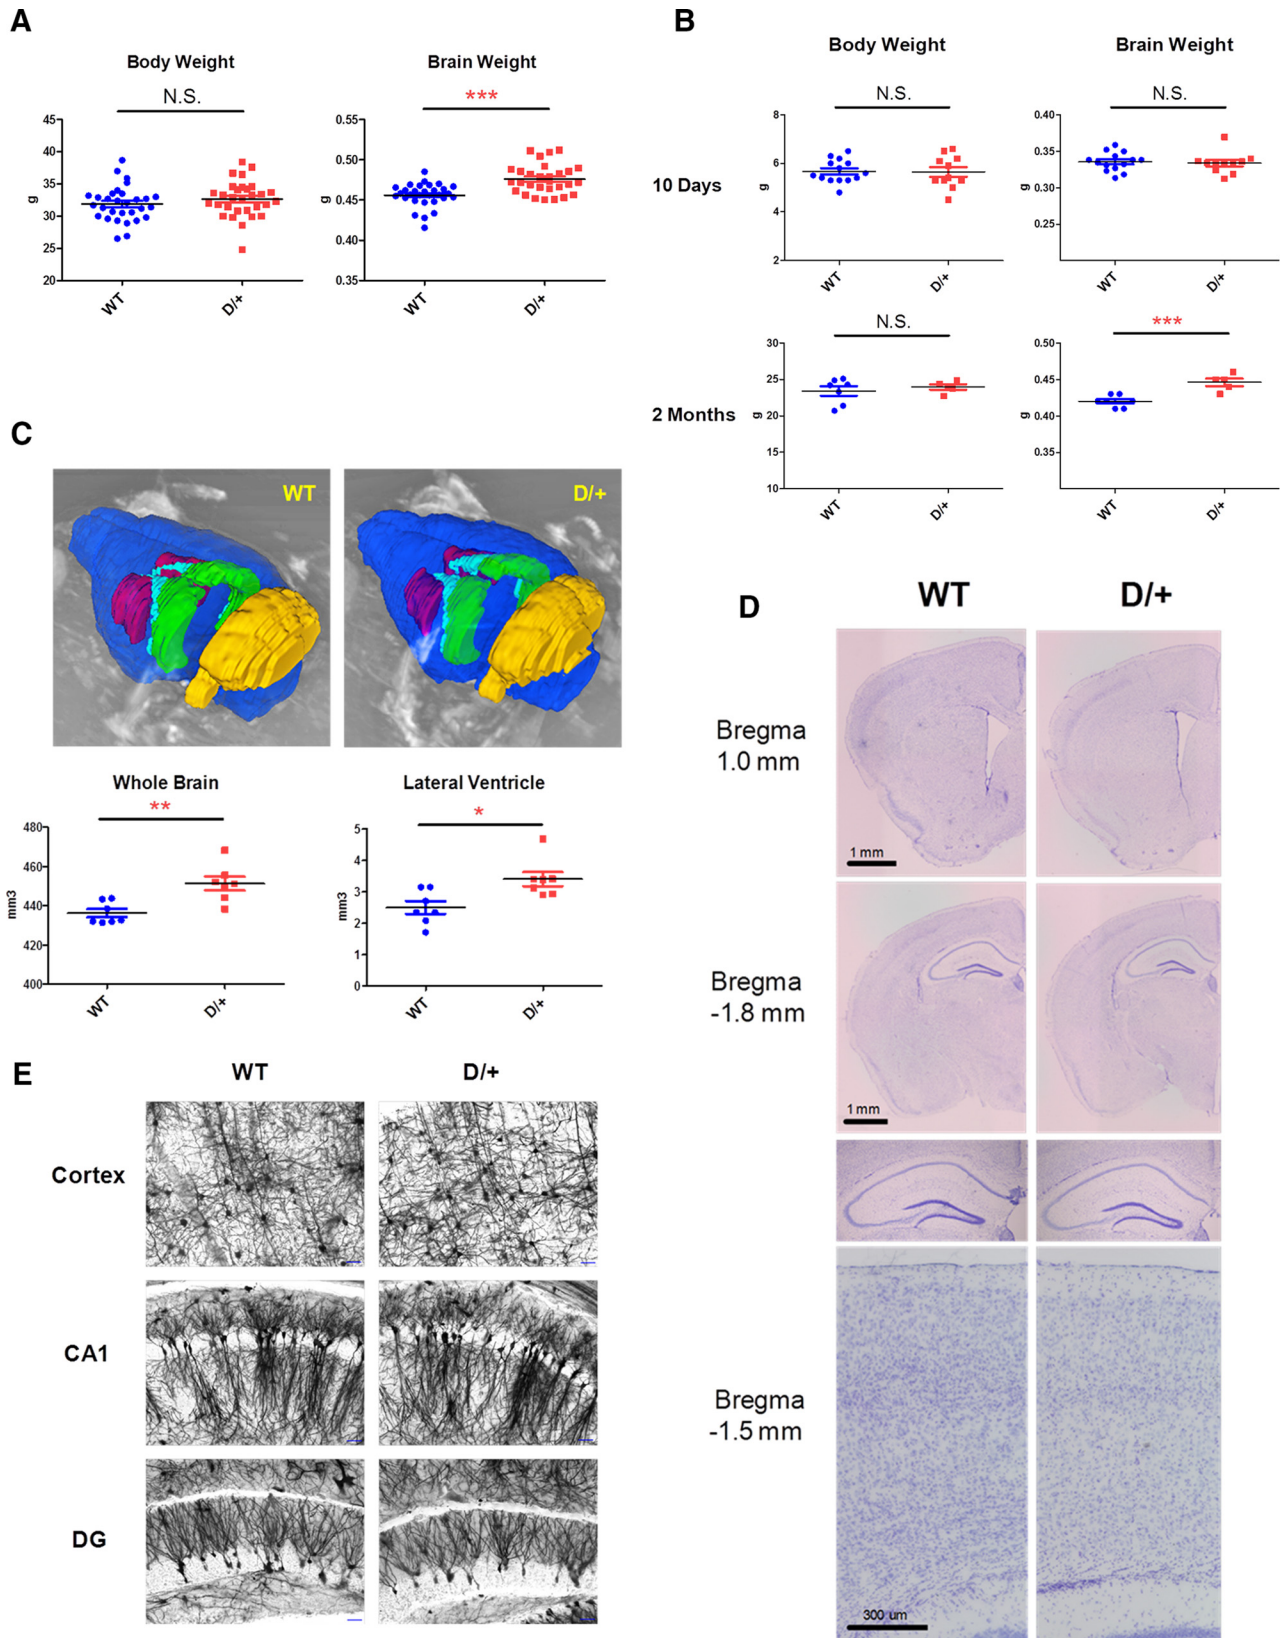 A
Body Weight
N.S.
45
40
35
30
25
20
g
WT
D/+
Brain Weight
***
0.55
0.50
0.45
0.40
0.35
g
WT
D/+
B
Body Weight
Brain Weight
10 Days
N.S.
8
6
4
2
g
WT
D/+
N.S.
0.40
0.35
0.30
0.25
g
WT
D/+
2 Months
N.S.
30
25
20
15
10
g
WT
D/+
***
0.50
0.45
0.40
0.35
g
WT
D/+
C
WT
D/+
Whole Brain
**
480
460
440
420
400
mm3
WT
D/+
Lateral Ventricle
*
5
4
3
2
1
0
mm3
WT
D/+
D
WT
D/+
Bregma
1.0 mm
1 mm
Bregma
-1.8 mm
1 mm
Bregma
-1.5 mm
300 um
E
WT
D/+
Cortex
CA1
DG